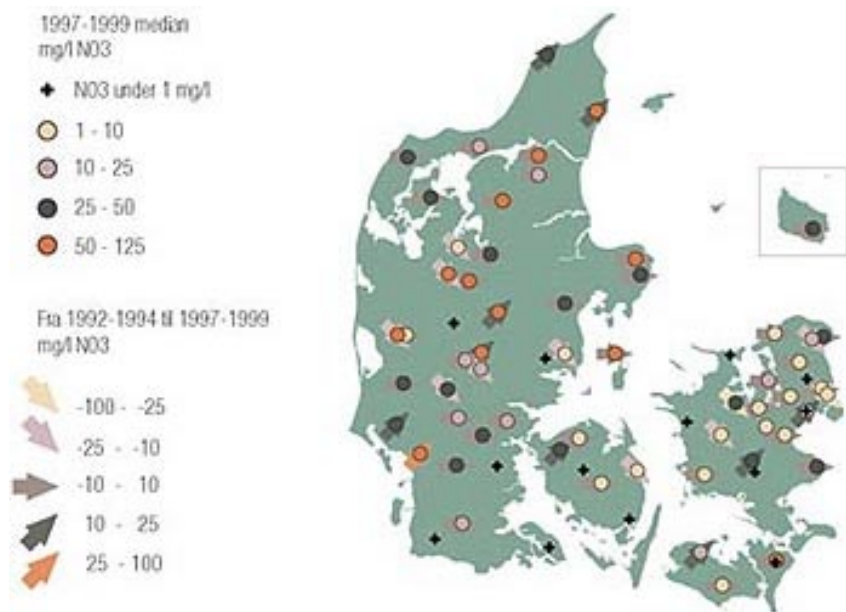 1997-1999 median
mg/l NO3
NO3 under 1 mg/l
1 - 10
10 - 25
25 - 50
50 - 125
Fra 1992-1994 til 1997-1999
mg/l NO3
-100 - -25
-25 - -10
-10 - 10
10 - 25
25 - 100